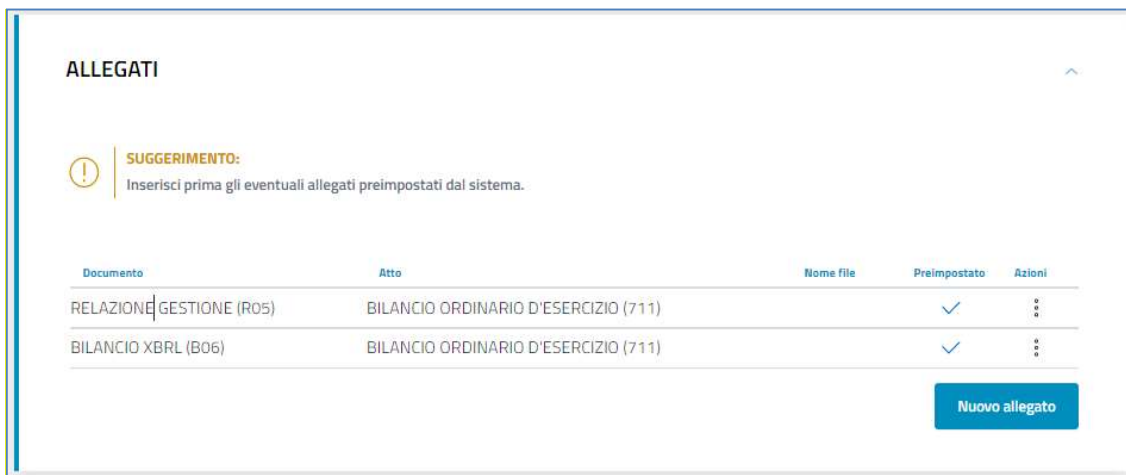 ALLEGATI
SUGGERIMENTO:
Inserisci prima gli eventuali allegati preimpostati dal sistema.
Documento Atto Nome file Preimpostato Azioni
RELAZIONE GESTIONE (R05) BILANCIO ORDINARIO D'ESERCIZIO (711)
BILANCIO XBRL (B06) BILANCIO ORDINARIO D'ESERCIZIO (711)
Nuovo allegato